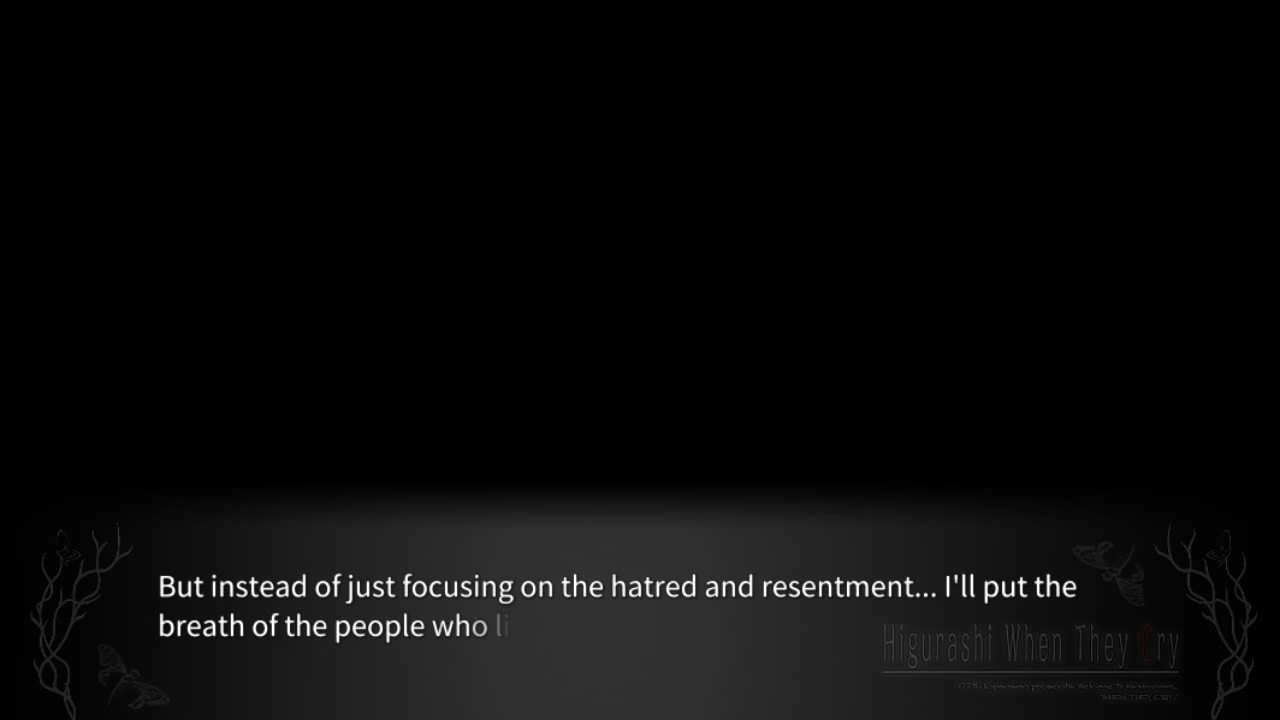 But instead of just focusing on the hatred and resentment... I'll put the
breath of the people who li
Higurashi When They Cry